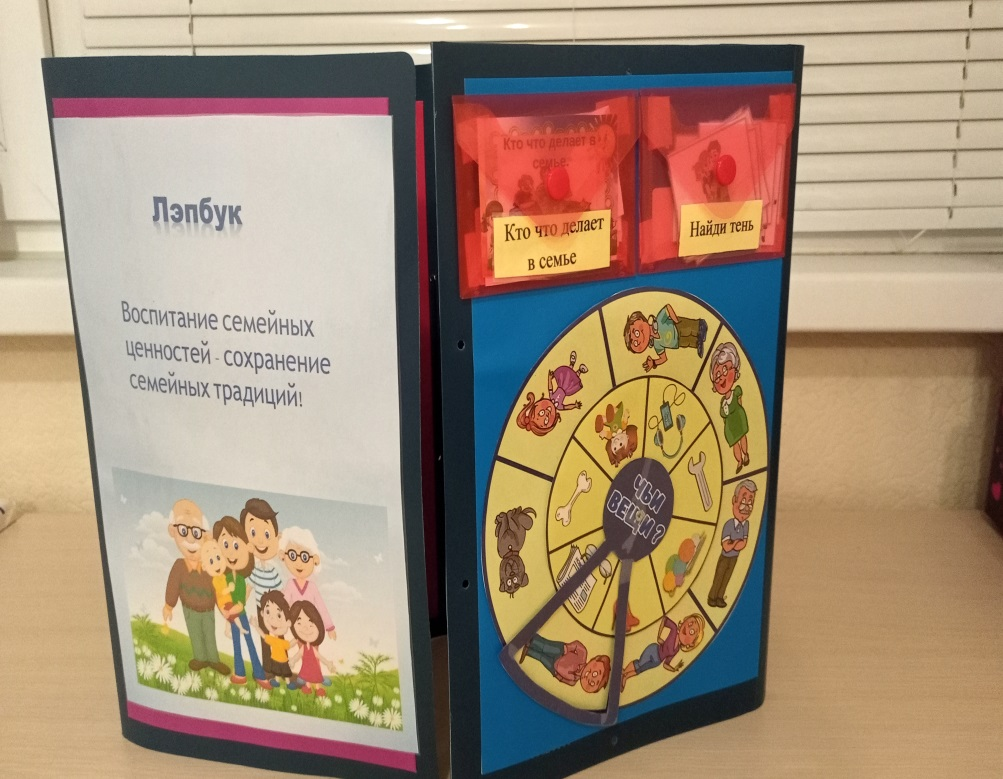 Лэпбук
Воспитание семейных
ценностей - сохранение
семейных традиций!
Кто что делает в
семье.
Кто что делает
в семье
Найди тень
ЧЬИ
ВЕЩИ?